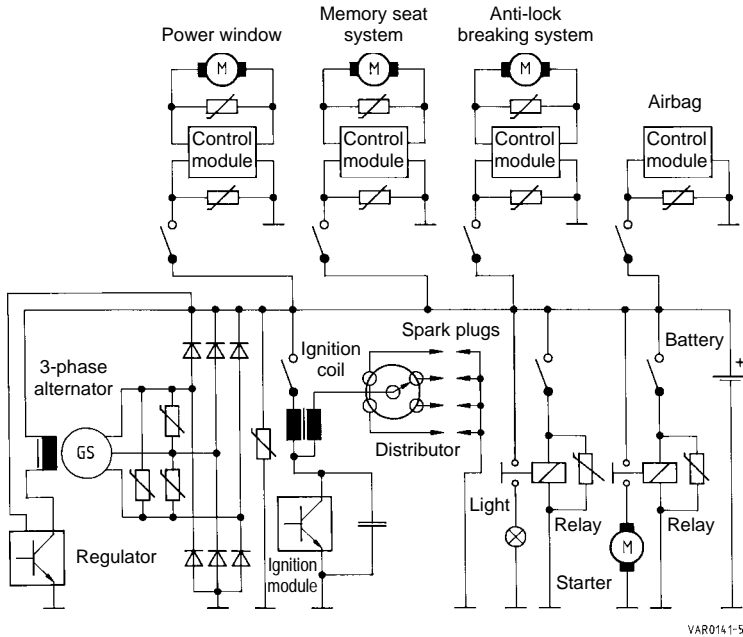 Power window
Memory seat
system
Anti-lock
breaking system
Airbag
M
M
M
Control
module
Control
module
Control
module
Control
module
3-phase
alternator
GS
Regulator
Ignition
coil
Spark plugs
Distributor
Battery
+
Ignition
module
Light
Relay
Relay
M
Starter
VAR0141-5